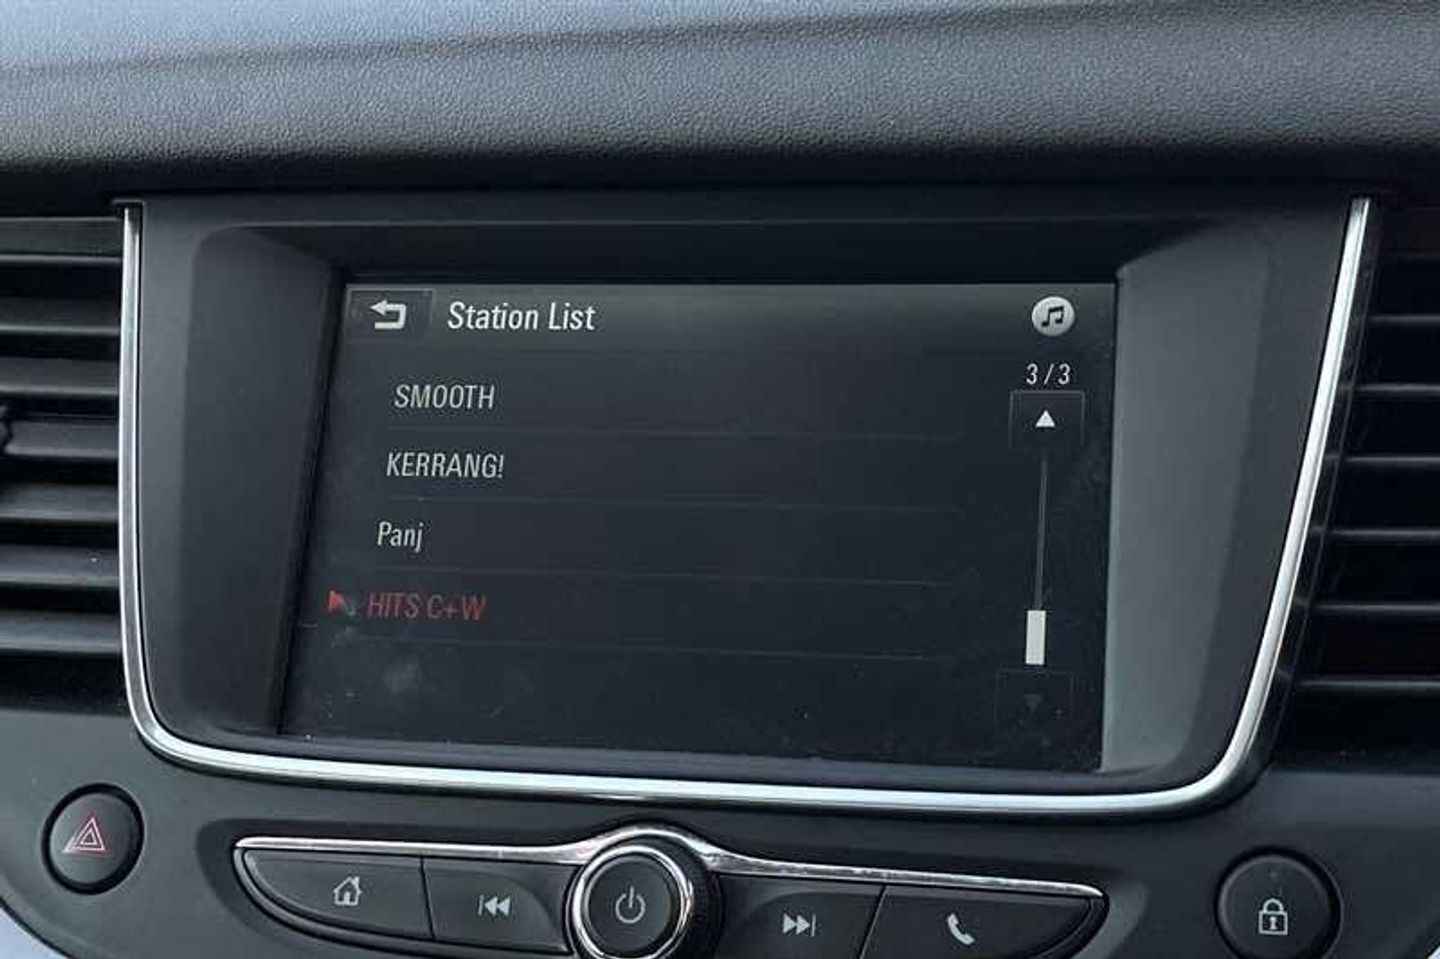 Station List
3 / 3
SMOOTH
KERRANG!
Panj
HITS C+W